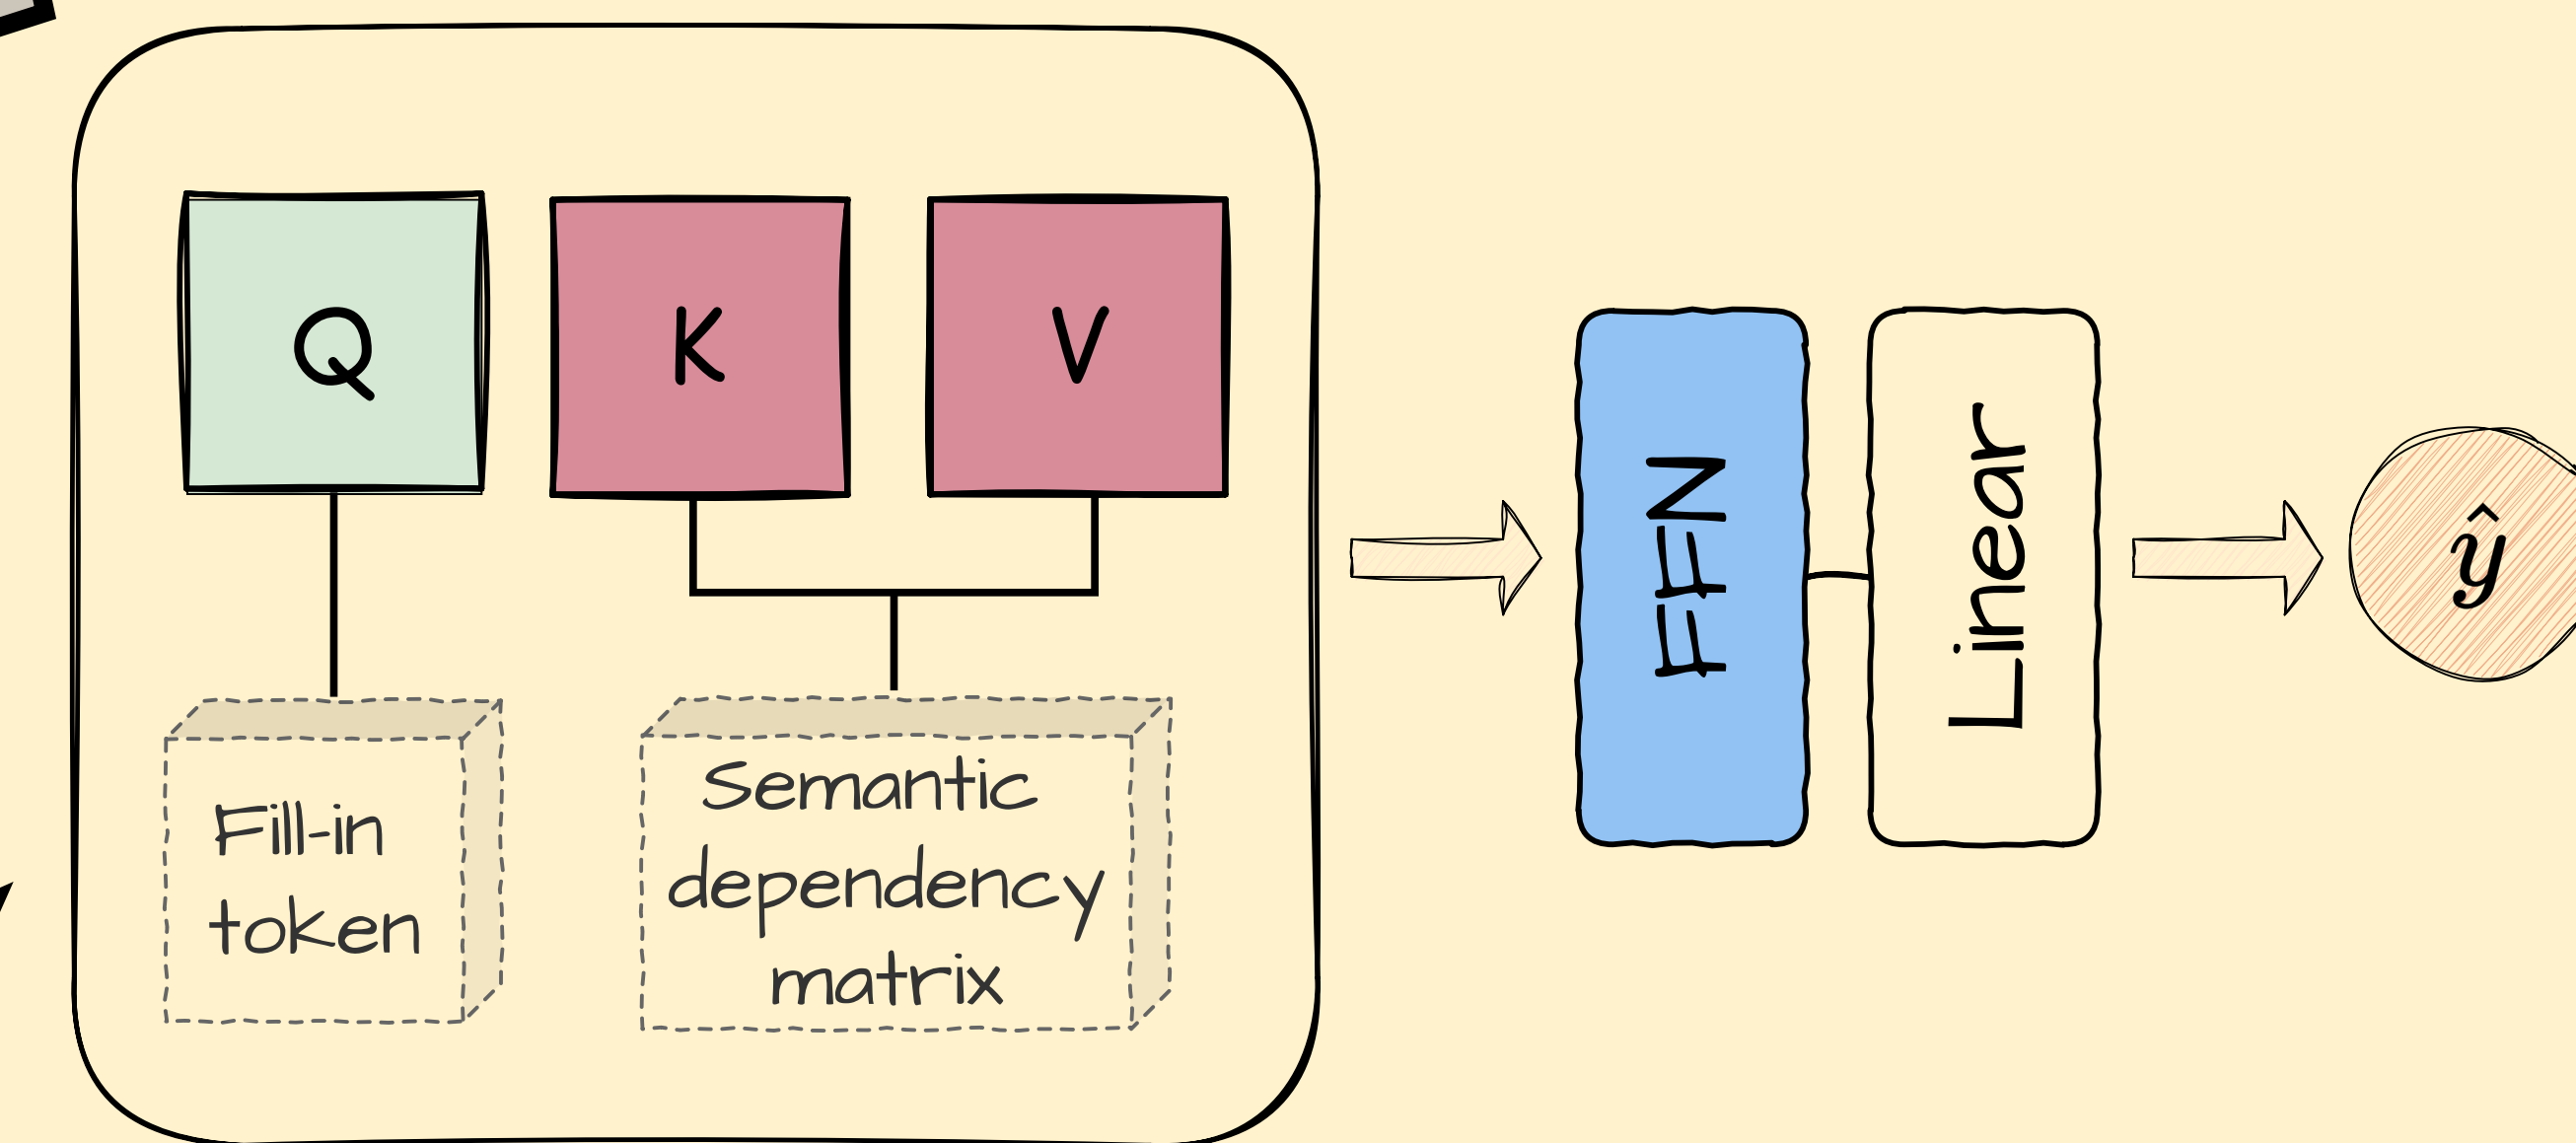 Q
K
V
Fill-in
token
Semantic
dependency
matrix
FFN
Linear
ŷ